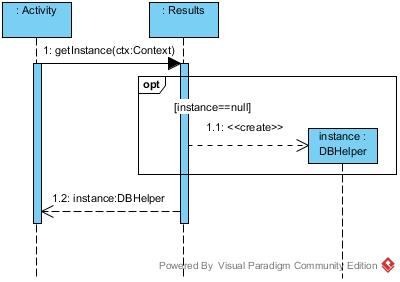 : Activity
: Results
1: getInstance(ctx:Context)
opt
[instance==null]
1.1: <<create>>
instance :
DBHelper
1.2: instance:DBHelper
Powered By Visual Paradigm Community Edition